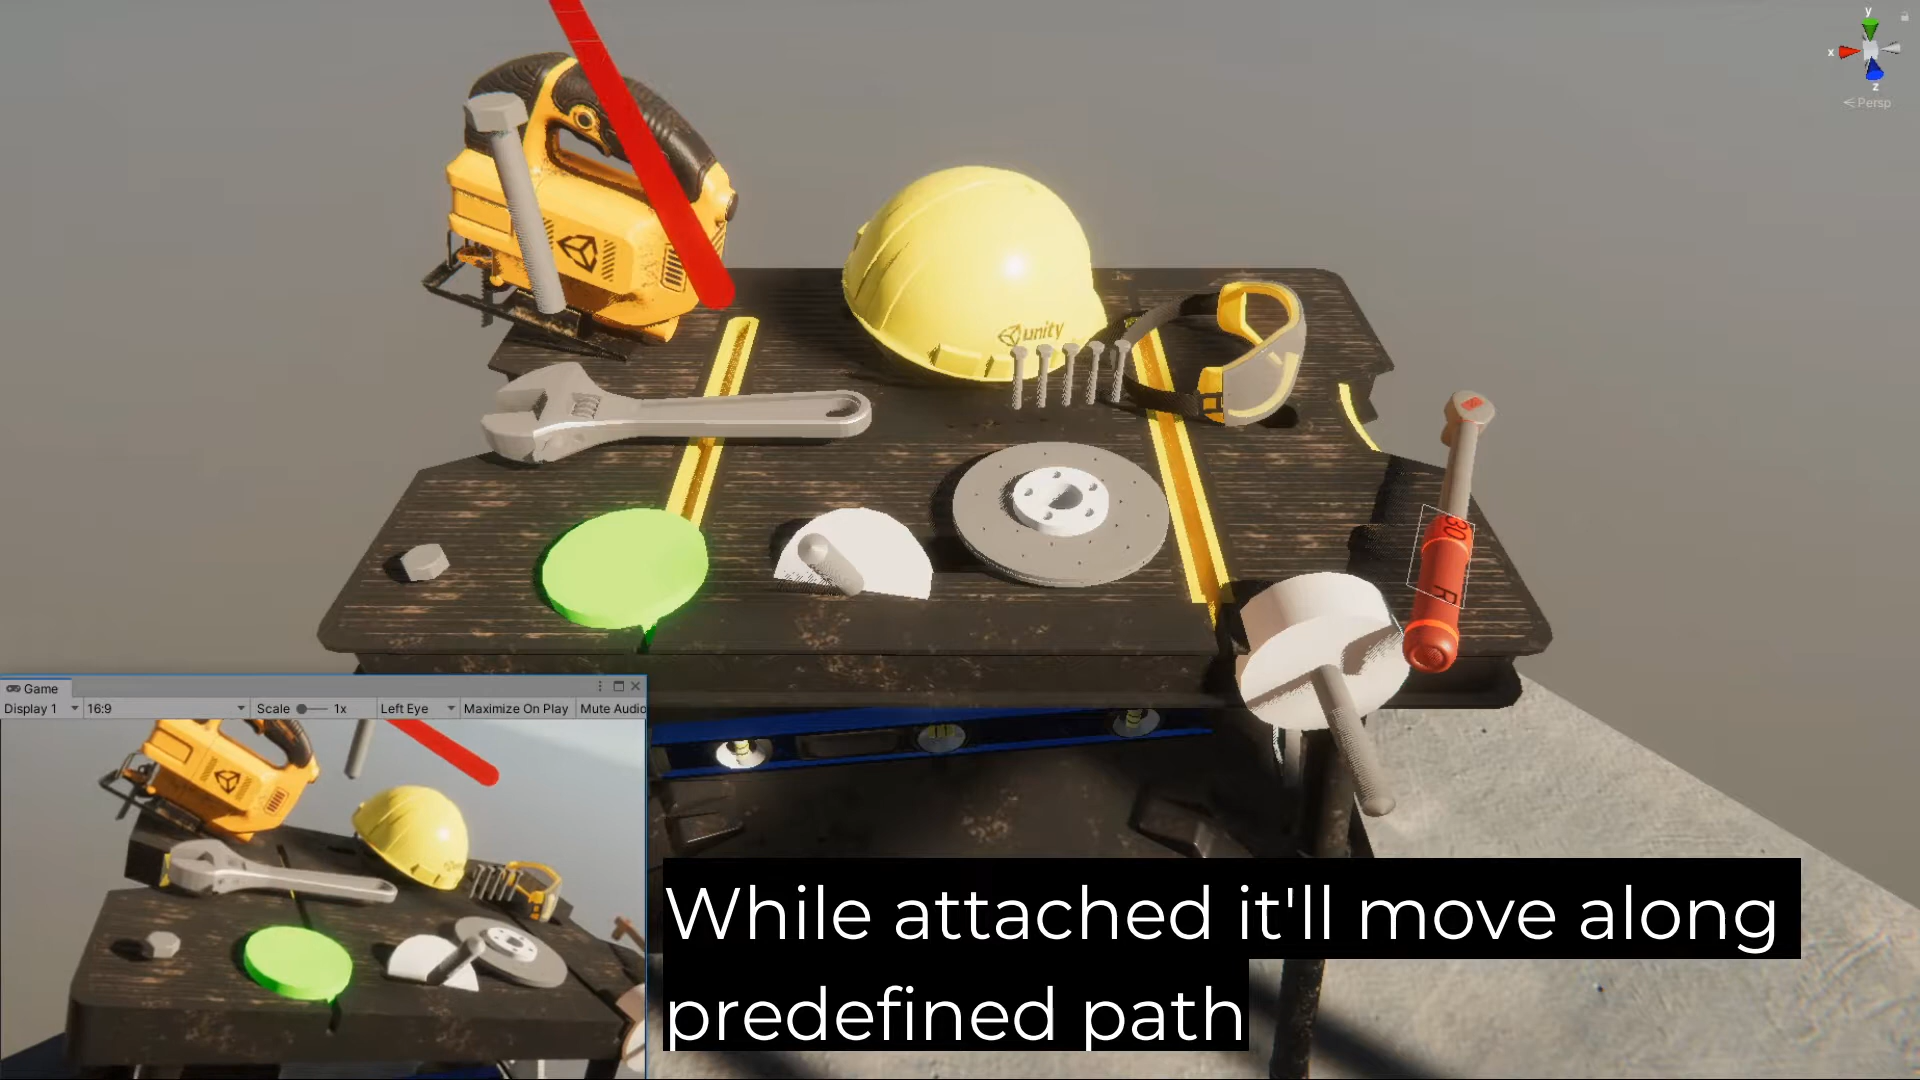 y
x
z
Persp
unity
30
R
Game
Display 1 16:9 Scale 1x Left Eye Maximize On Play Mute Audio
While attached it'll move along
predefined path